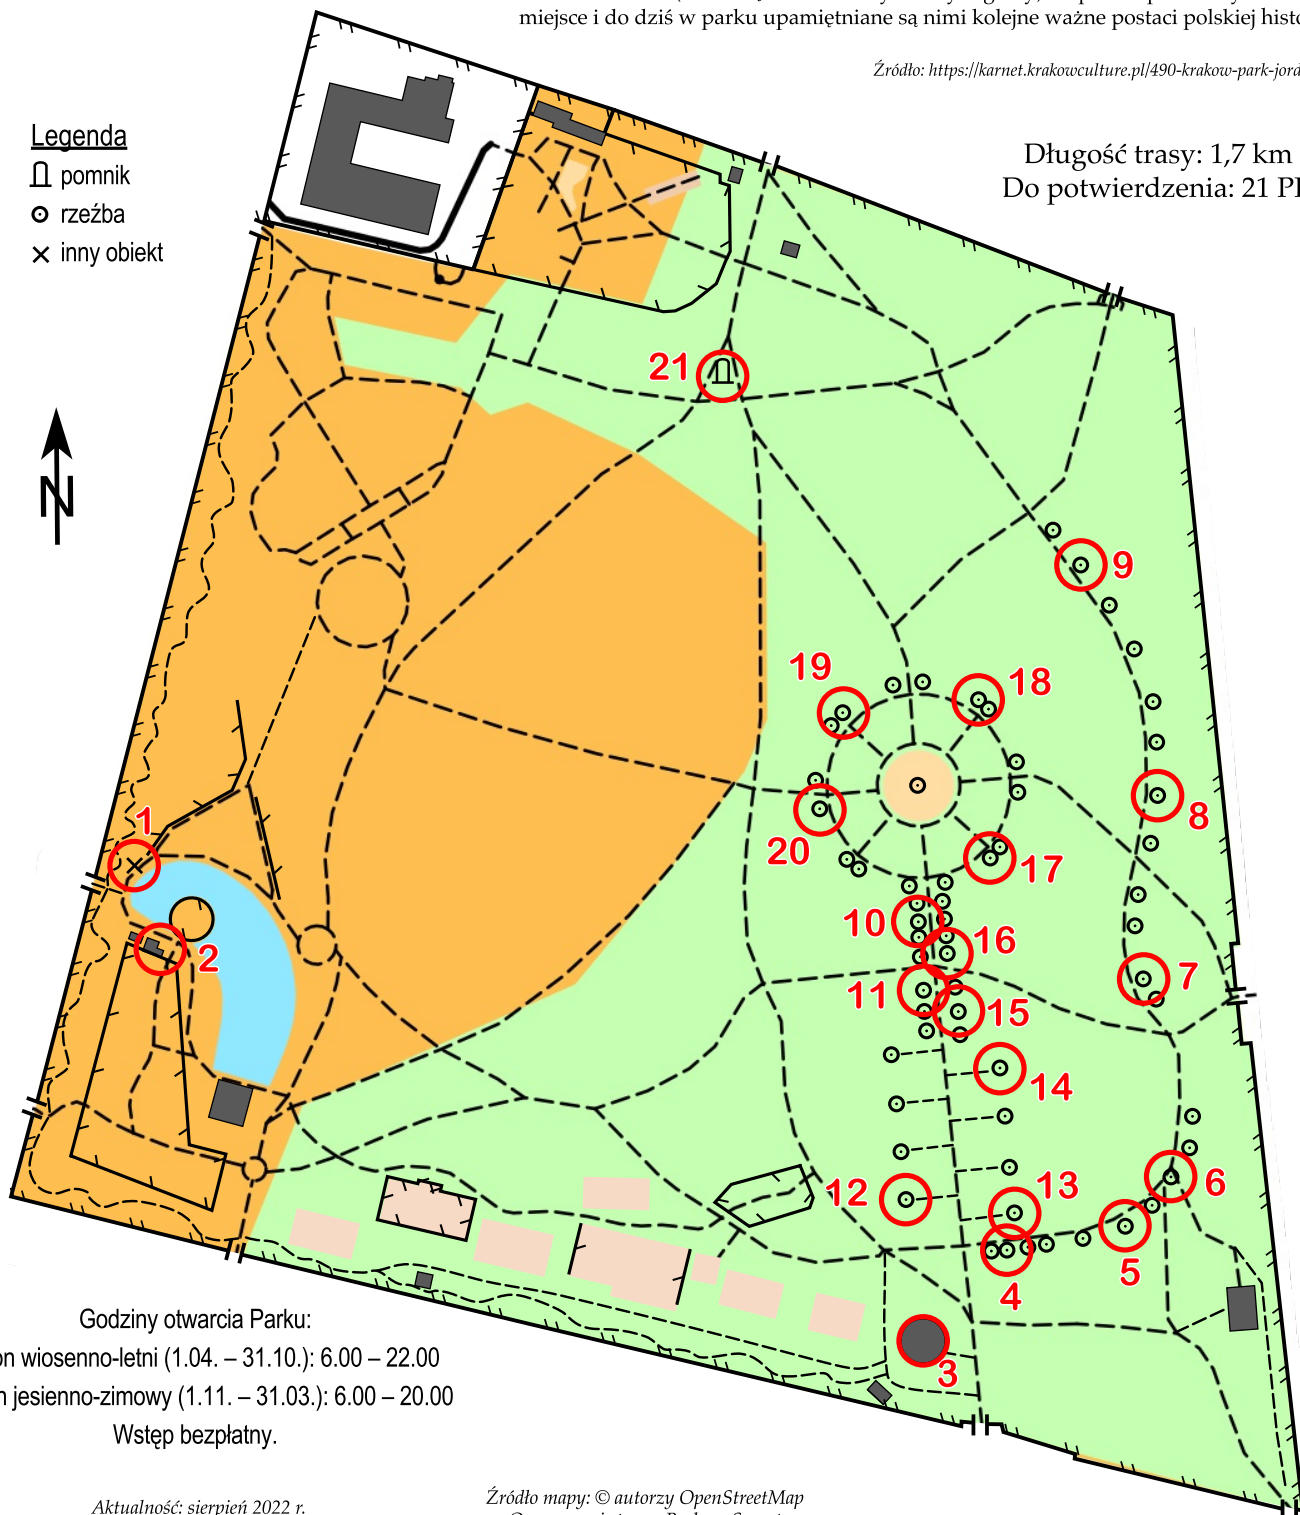 miejsce i do dziś w parku upamiętniane są nimi kolejne ważne postaci polskiej
Źródło: https://karnet.krakowculture.pl/490-krakow-park-jord
Legenda
pomnik
rzeźba
inny obiekt
Długość trasy: 1,7 km
Do potwierdzenia: 21
N
21
9
19
18
8
1
20
17
10
16
2
7
11
15
14
12
13
6
5
4
3
Godziny otwarcia Parku:
wiosenno-letni (1.04. – 31.10.): 6.00 – 22.00
jesienno-zimowy (1.11. – 31.03.): 6.00 – 20.00
Wstęp bezpłatny.
Aktualność: sierpień 2022 r.
Źródło mapy: © autorzy OpenStreetMap